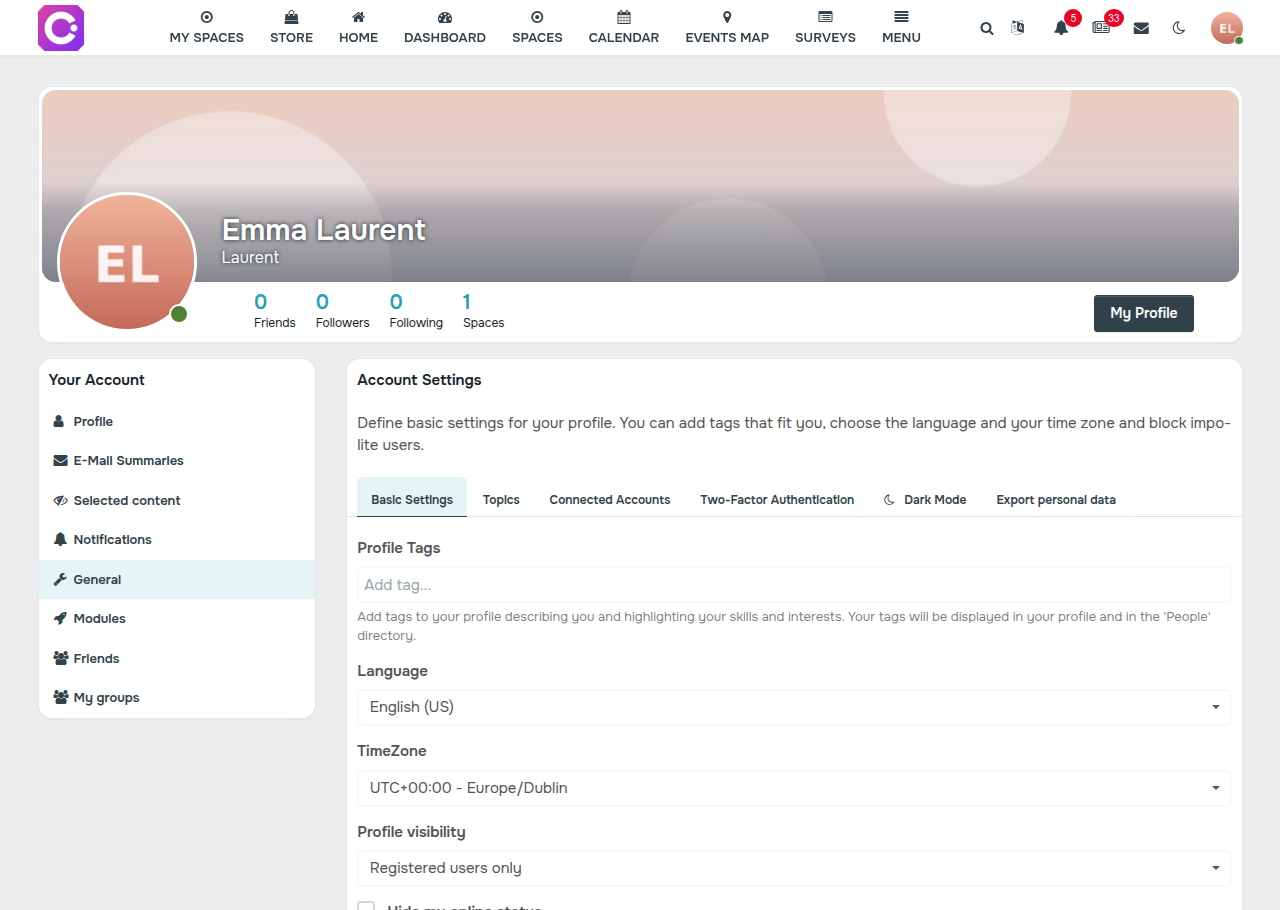 MY SPACES
STORE
HOME
DASHBOARD
SPACES
CALENDAR
EVENTS MAP
SURVEYS
MENU
5
33
EL
EL
Emma Laurent
Laurent
0
Friends
0
Followers
0
Following
1
Spaces
My Profile
Your Account
Profile
E-Mail Summaries
Selected content
Notifications
General
Modules
Friends
My groups
Account Settings
Define basic settings for your profile. You can add tags that fit you, choose the language and your time zone and block impo-
lite users.
Basic Settings
Topics
Connected Accounts
Two-Factor Authentication
Dark Mode
Export personal data
Profile Tags
Add tag...
Add tags to your profile describing you and highlighting your skills and interests. Your tags will be displayed in your profile and in the 'People'
directory.
Language
English (US)
TimeZone
UTC+00:00 - Europe/Dublin
Profile visibility
Registered users only
Hide my online status